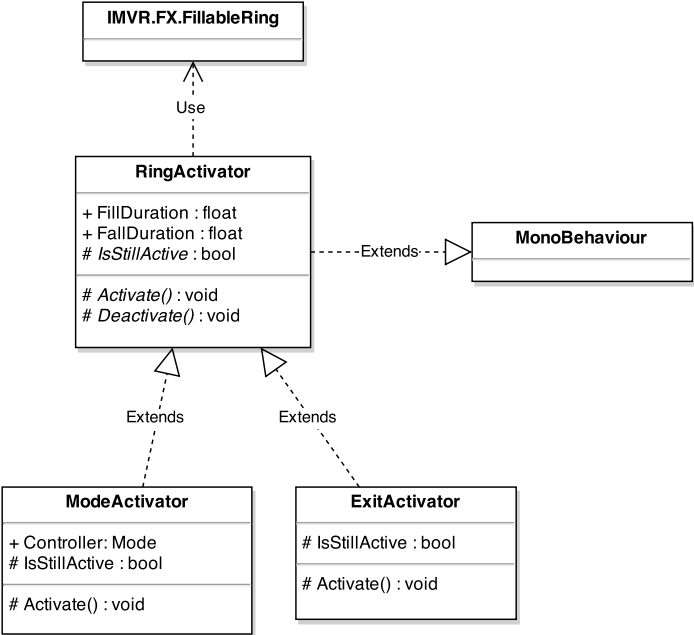 IMVR.FX.FillableRing
Use
RingActivator
+ FillDuration : float
+ FallDuration : float
# IsStillActive : bool
# Activate() : void
# Deactivate() : void
Extends
MonoBehaviour
Extends
Extends
ModeActivator
+ Controller: Mode
# IsStillActive : bool
# Activate() : void
ExitActivator
# IsStillActive : bool
# Activate() : void